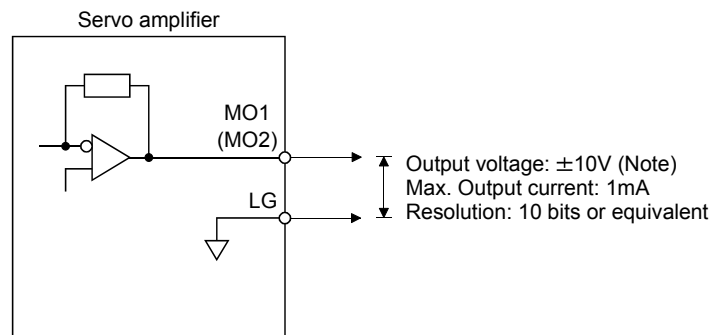 Servo amplifier
MO1
(MO2)
LG
Output voltage: ±10V (Note)
Max. Output current: 1mA
Resolution: 10 bits or equivalent